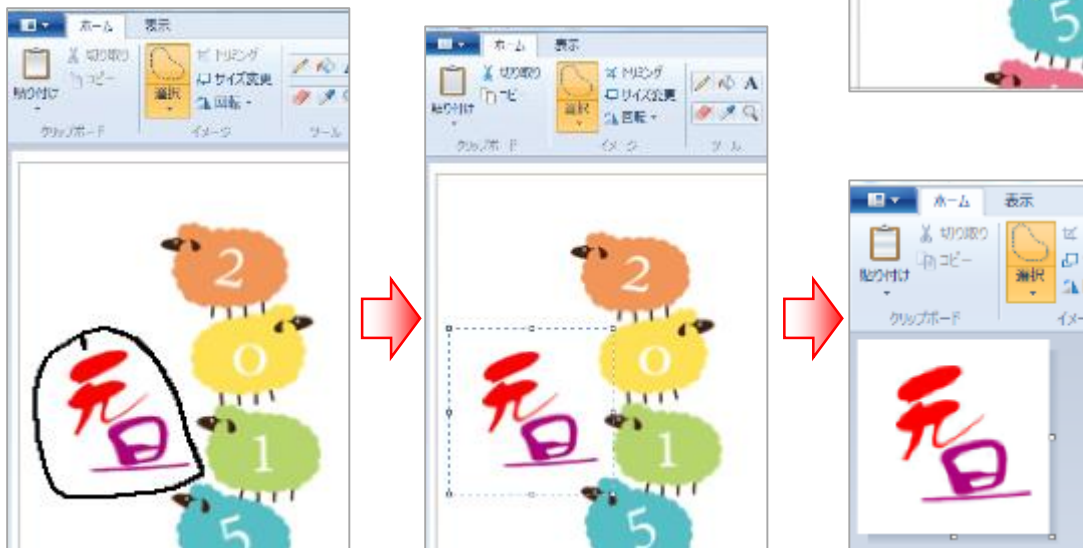 ホーム 表示
切り取り
コピー
貼り付け
選択
トリミング
サイズ変更
回転
クリップボード
イメージ
ツール
2
0
1
5
元
旦
ホーム 表示
切り取り
コピー
貼り付け
選択
トリミング
サイズ変更
回転
A
クリップボード
イメージ
ツール
2
0
1
5
元
旦
5
ホーム 表示
切り取り
コピー
貼り付け
選択
クリップボード
元
旦